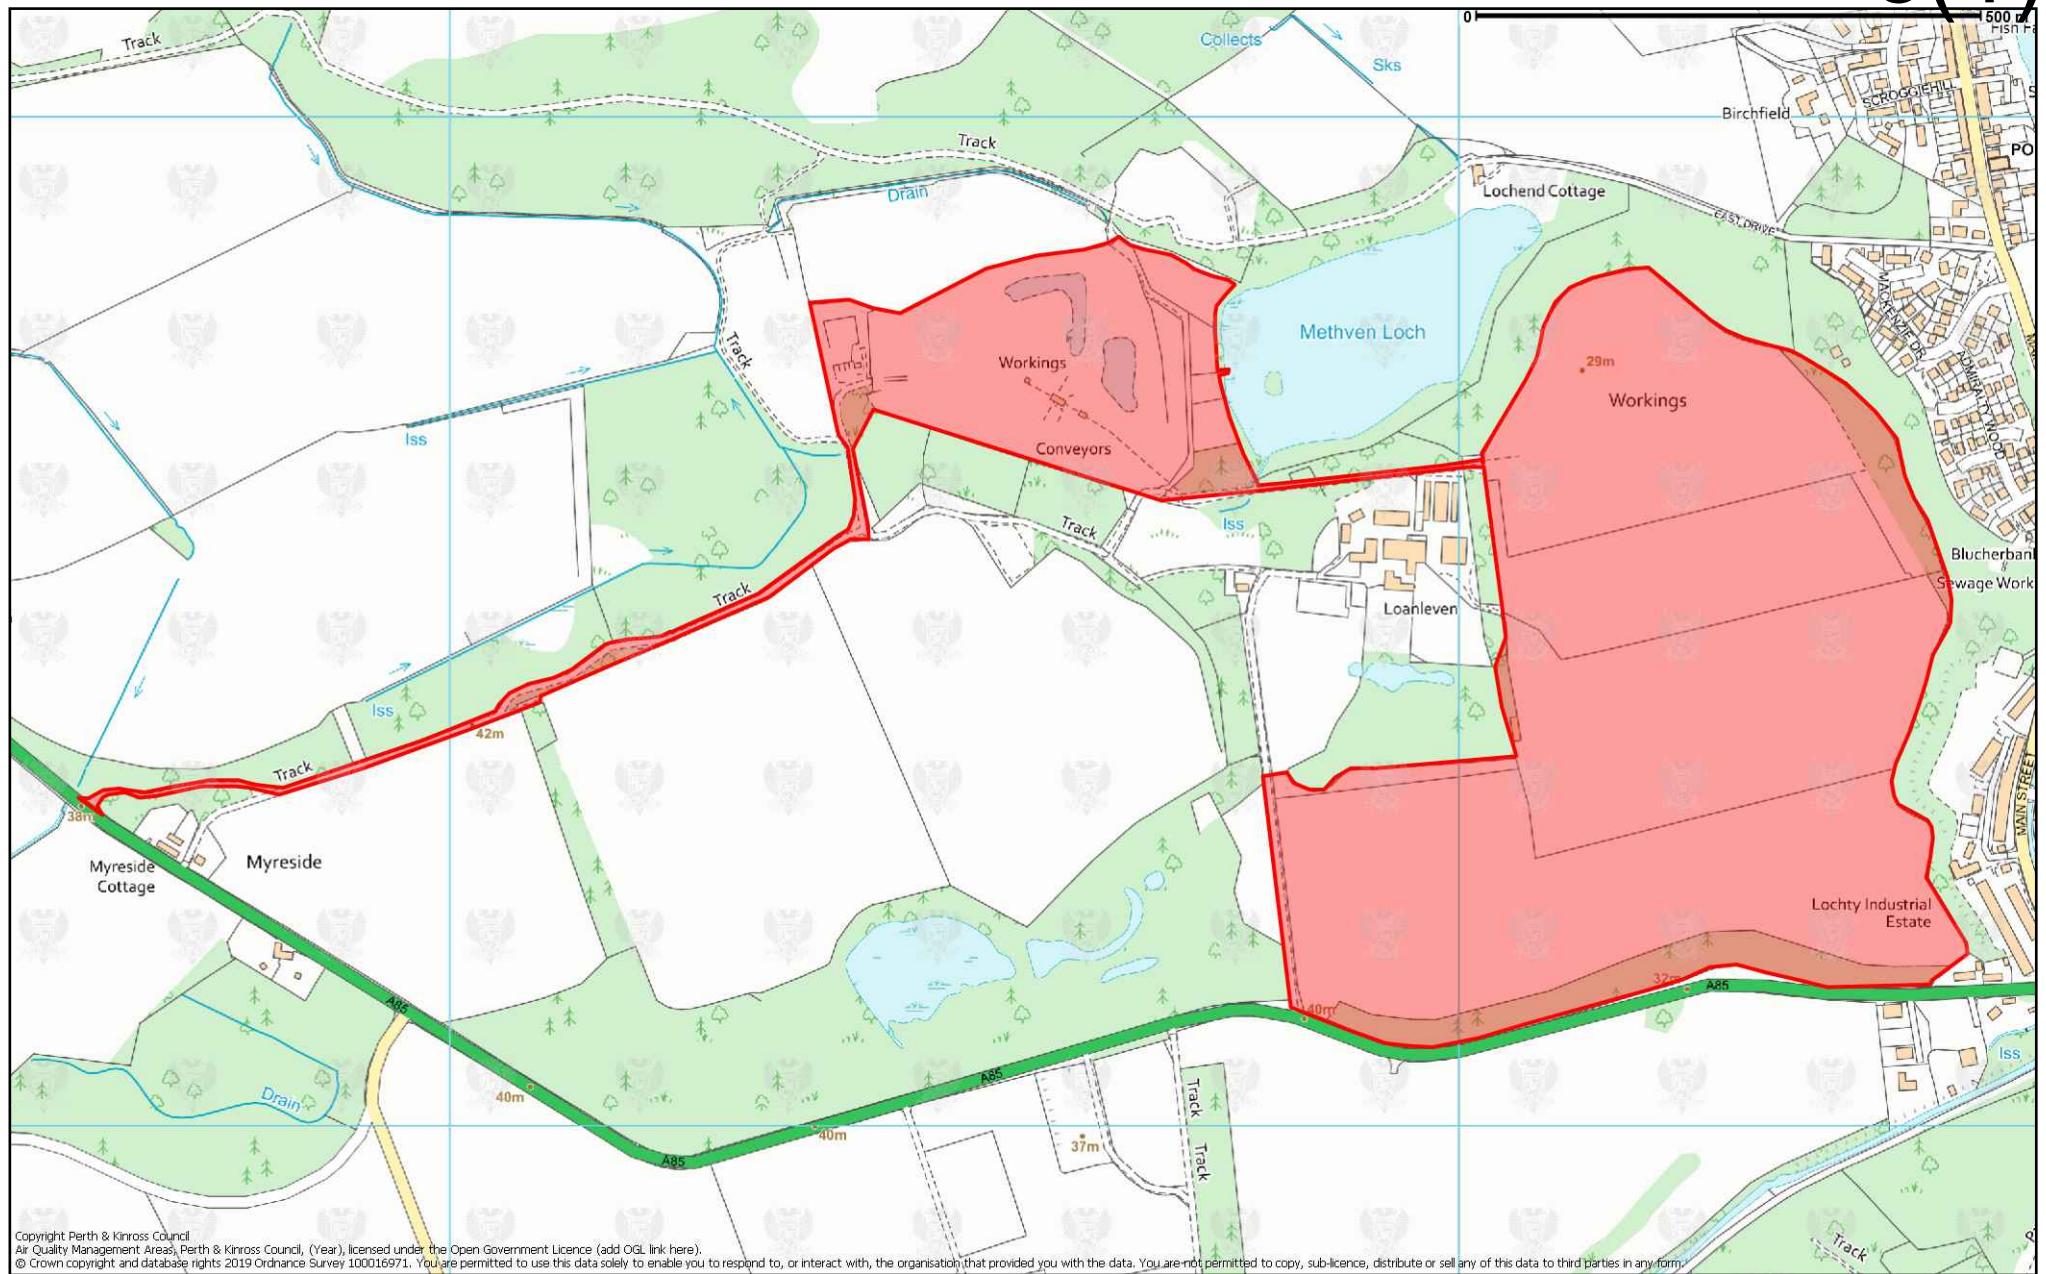 0 500 m
Track
Collects
Sks
Fish Fa
Birchfield
SCROGGIEHILL
Track
PO
Drain
Lochend Cottage
EAST DRIVE
MACKENZIE DR
Methven Loch
Track
Workings
29m
ADMIRALTY WOOD
Workings
Iss
Conveyors
Iss
Track
Blucherban
Sewage Work
Track
Loanleven
Iss
42m
Track
38m
MAIN STREET
Myreside
Cottage
Myreside
Lochty Industrial
Estate
32m
A85
A85
40m
Iss
A85
Track
40m
Drain
40m
37m
Track
A85
Track
Copyright Perth & Kinross Council
Air Quality Management Areas, Perth & Kinross Council, (Year), licensed under the Open Government Licence (add OGL link here).
© Crown copyright and database rights 2019 Ordnance Survey 100016971. You are permitted to use this data solely to enable you to respond to, or interact with, the organisation that provided you with the data. You are not permitted to copy, sub-licence, distribute or sell any of this data to third parties in any form.